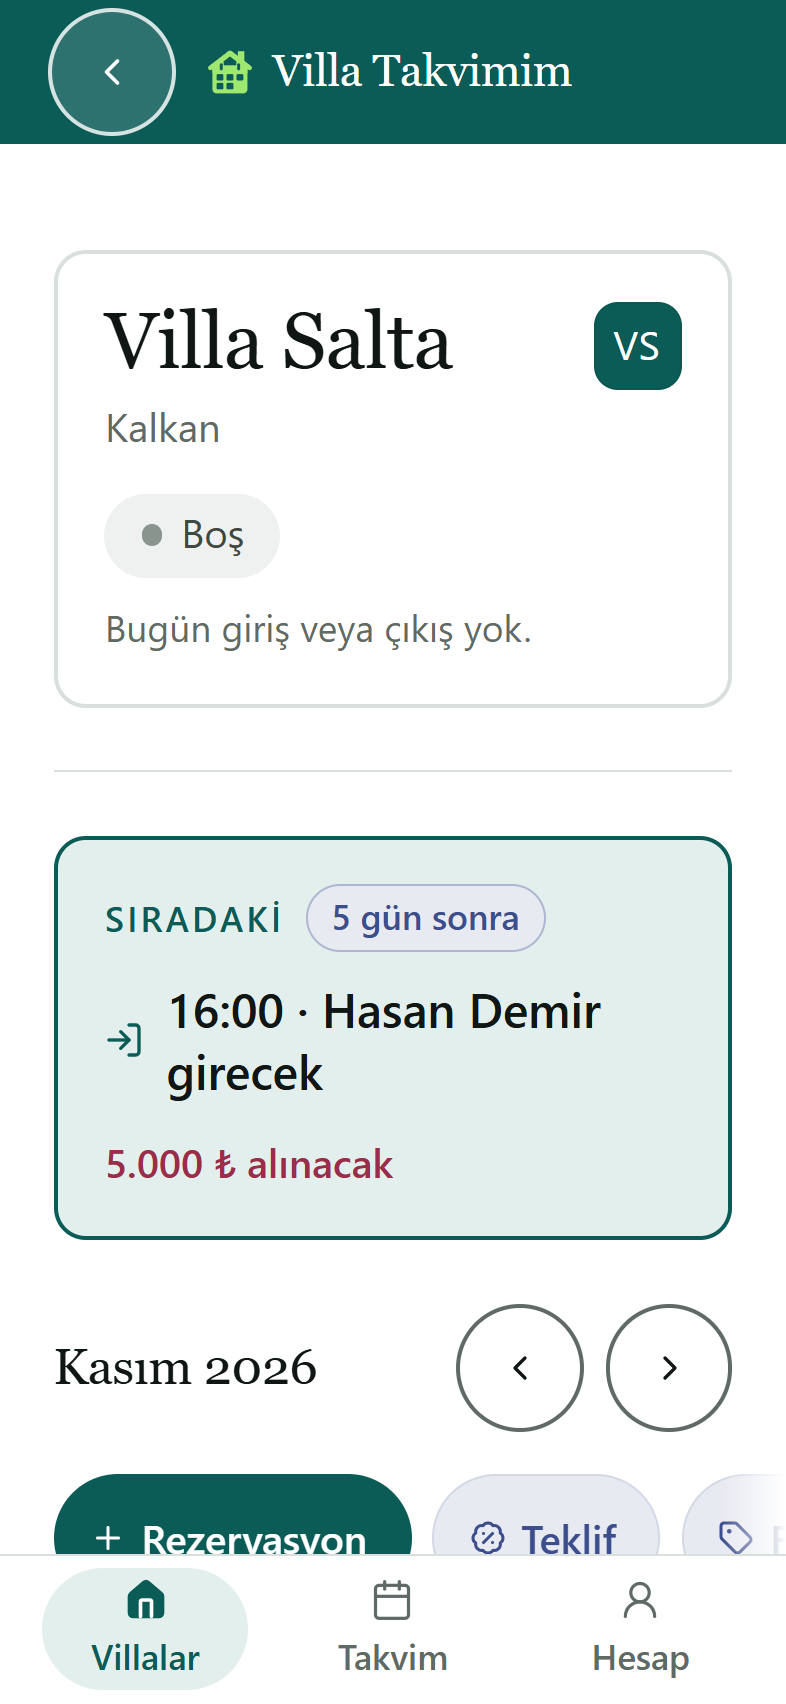 Villa Takvimim
Villa Salta
VS
Kalkan
Boş
Bugün giriş veya çıkış yok.
SIRADAKİ
5 gün sonra
16:00 · Hasan Demir
girecek
5.000 ₺ alınacak
Kasım 2026
Rezervasyon
Teklif
Villalar
Takvim
Hesap